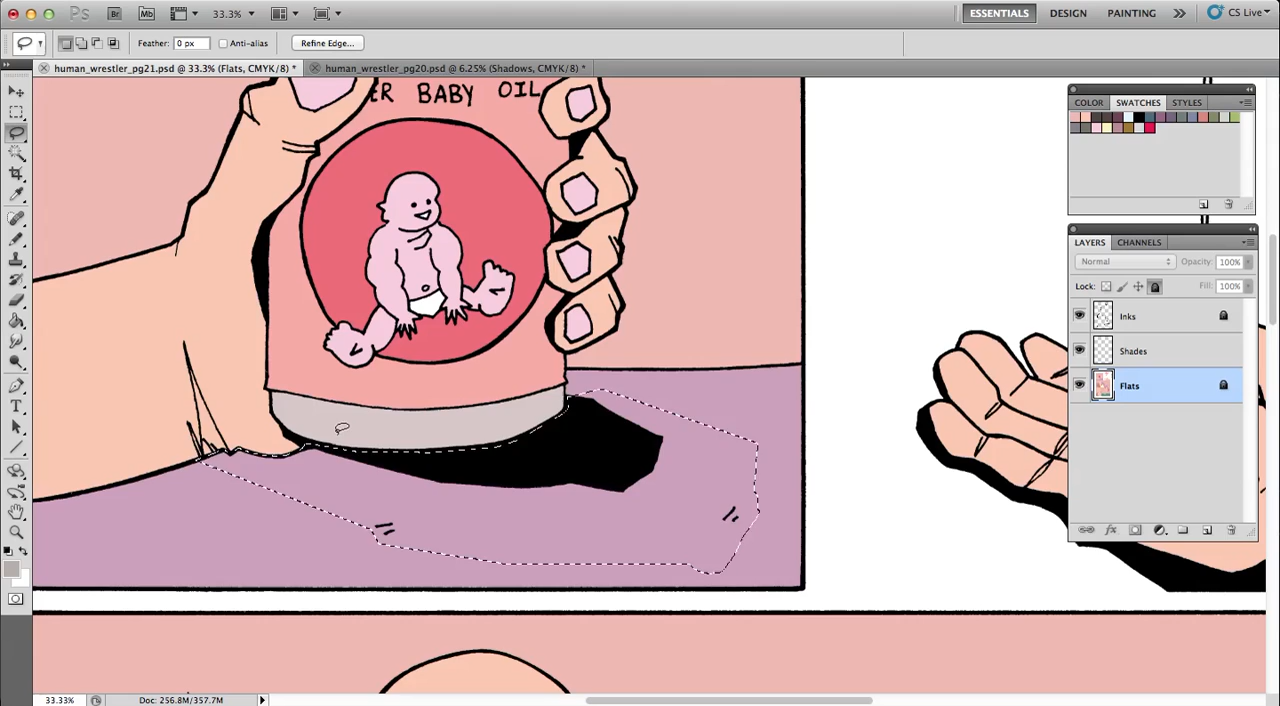 Ps Br Mb 33.3% ESSENTIALS DESIGN PAINTING CS Live
Feather: 0 px Anti-alias Refine Edge...
human_wrestler_pg21.psd @ 33.3% (Flats, CMYK/8) * human_wrestler_pg20.psd @ 6.25% (Shadows, CMYK/8) *
ER BABY OIL
COLOR SWATCHES STYLES
LAYERS CHANNELS
Normal Opacity: 100%
Lock: Fill: 100%
Inks
Shades
Flats
33.33% Doc: 256.8M/357.7M